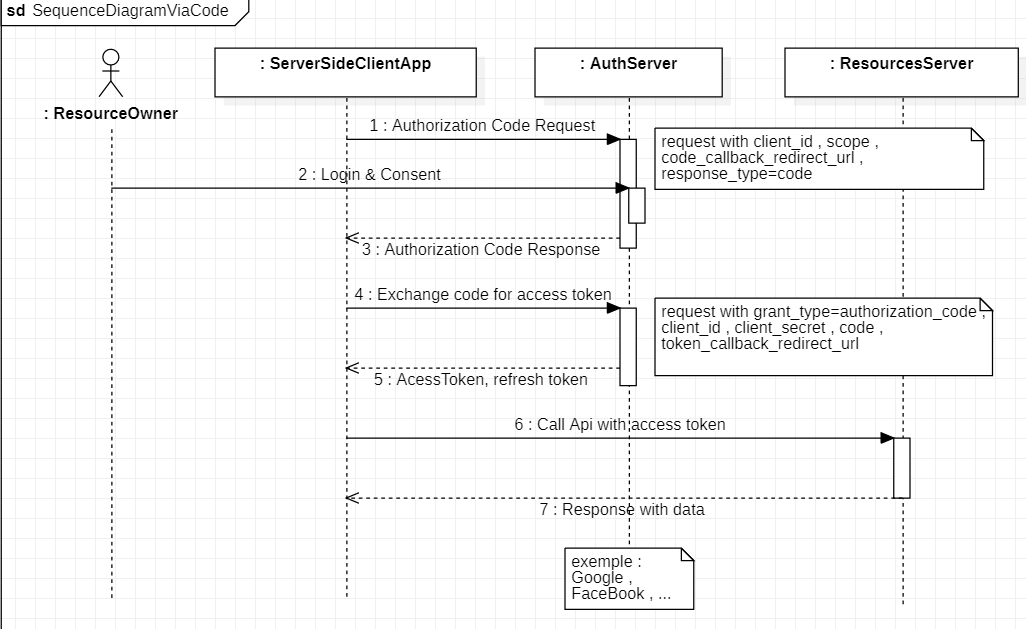 sd SequenceDiagramViaCode
: ServerSideClientApp
: AuthServer
: ResourcesServer
: ResourceOwner
1 : Authorization Code Request
request with client_id , scope ,
code_callback_redirect_url ,
response_type=code
2 : Login & Consent
3 : Authorization Code Response
4 : Exchange code for access token
request with grant_type=authorization_code ,
client_id , client_secret , code ,
token_callback_redirect_url
5 : AcessToken, refresh token
6 : Call Api with access token
7 : Response with data
exemple :
Google ,
FaceBook , ...